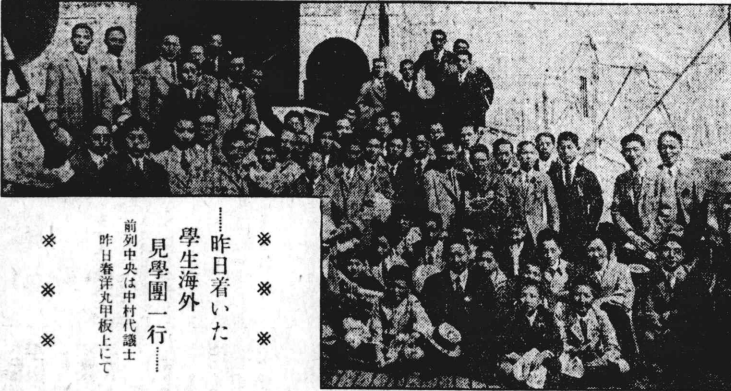 ……昨日着いた
學生海外
見學團一行……
前列中央は中村代議士
昨日春洋丸甲板上にて